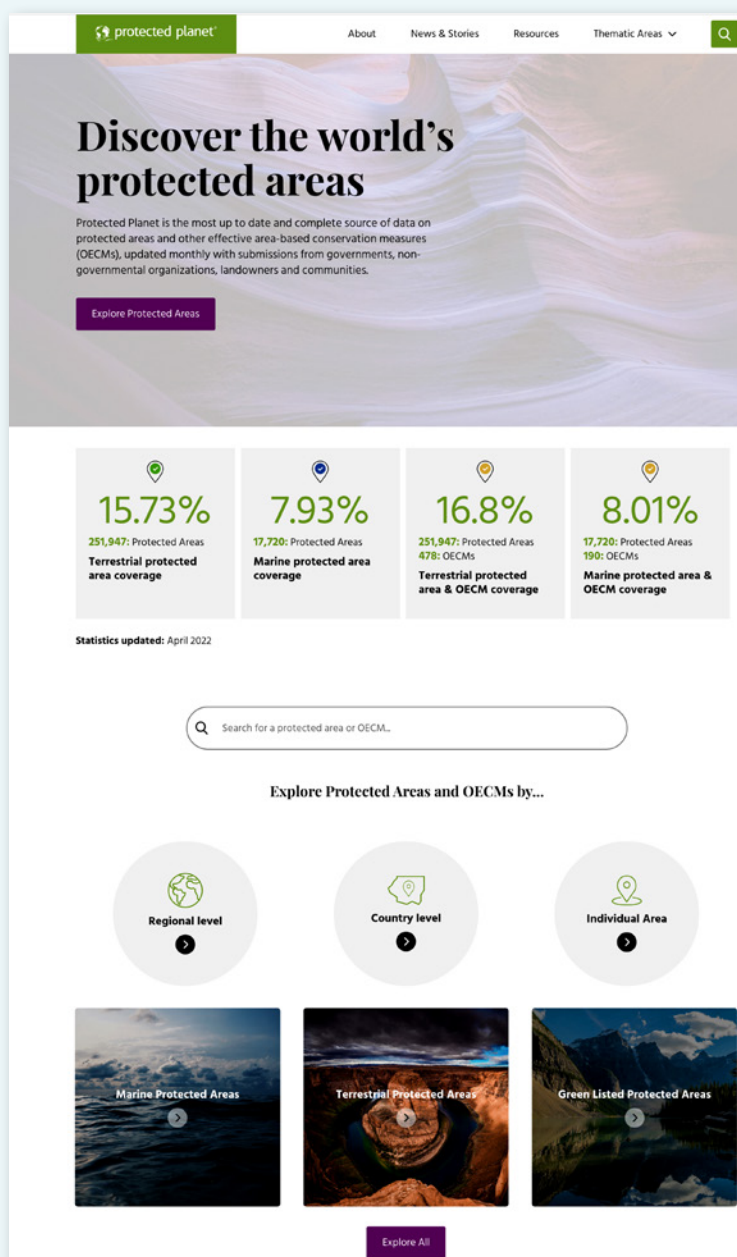 protected planet
About News & Stories Resources Thematic Areas
Discover the world's
protected areas
Protected Planet is the most up to date and complete source of data on
protected areas and other effective area-based conservation measures
(OECMs), updated monthly with submissions from governments, non-
governmental organizations, landowners and communities.
Explore Protected Areas
15.73%
251,947: Protected Areas
Terrestrial protected
area coverage
7.93%
17,720: Protected Areas
Marine protected area
coverage
16.8%
251,947: Protected Areas
478: OECMs
Terrestrial protected
area & OECM coverage
8.01%
17,720: Protected Areas
190: OECMs
Marine protected area &
OECM coverage
Statistics updated: April 2022
Search for a protected area or OECM...
Explore Protected Areas and OECMs by...
Regional level
Country level
Individual Area
Marine Protected Areas
Terrestrial Protected Areas
Green Listed Protected Areas
Explore All